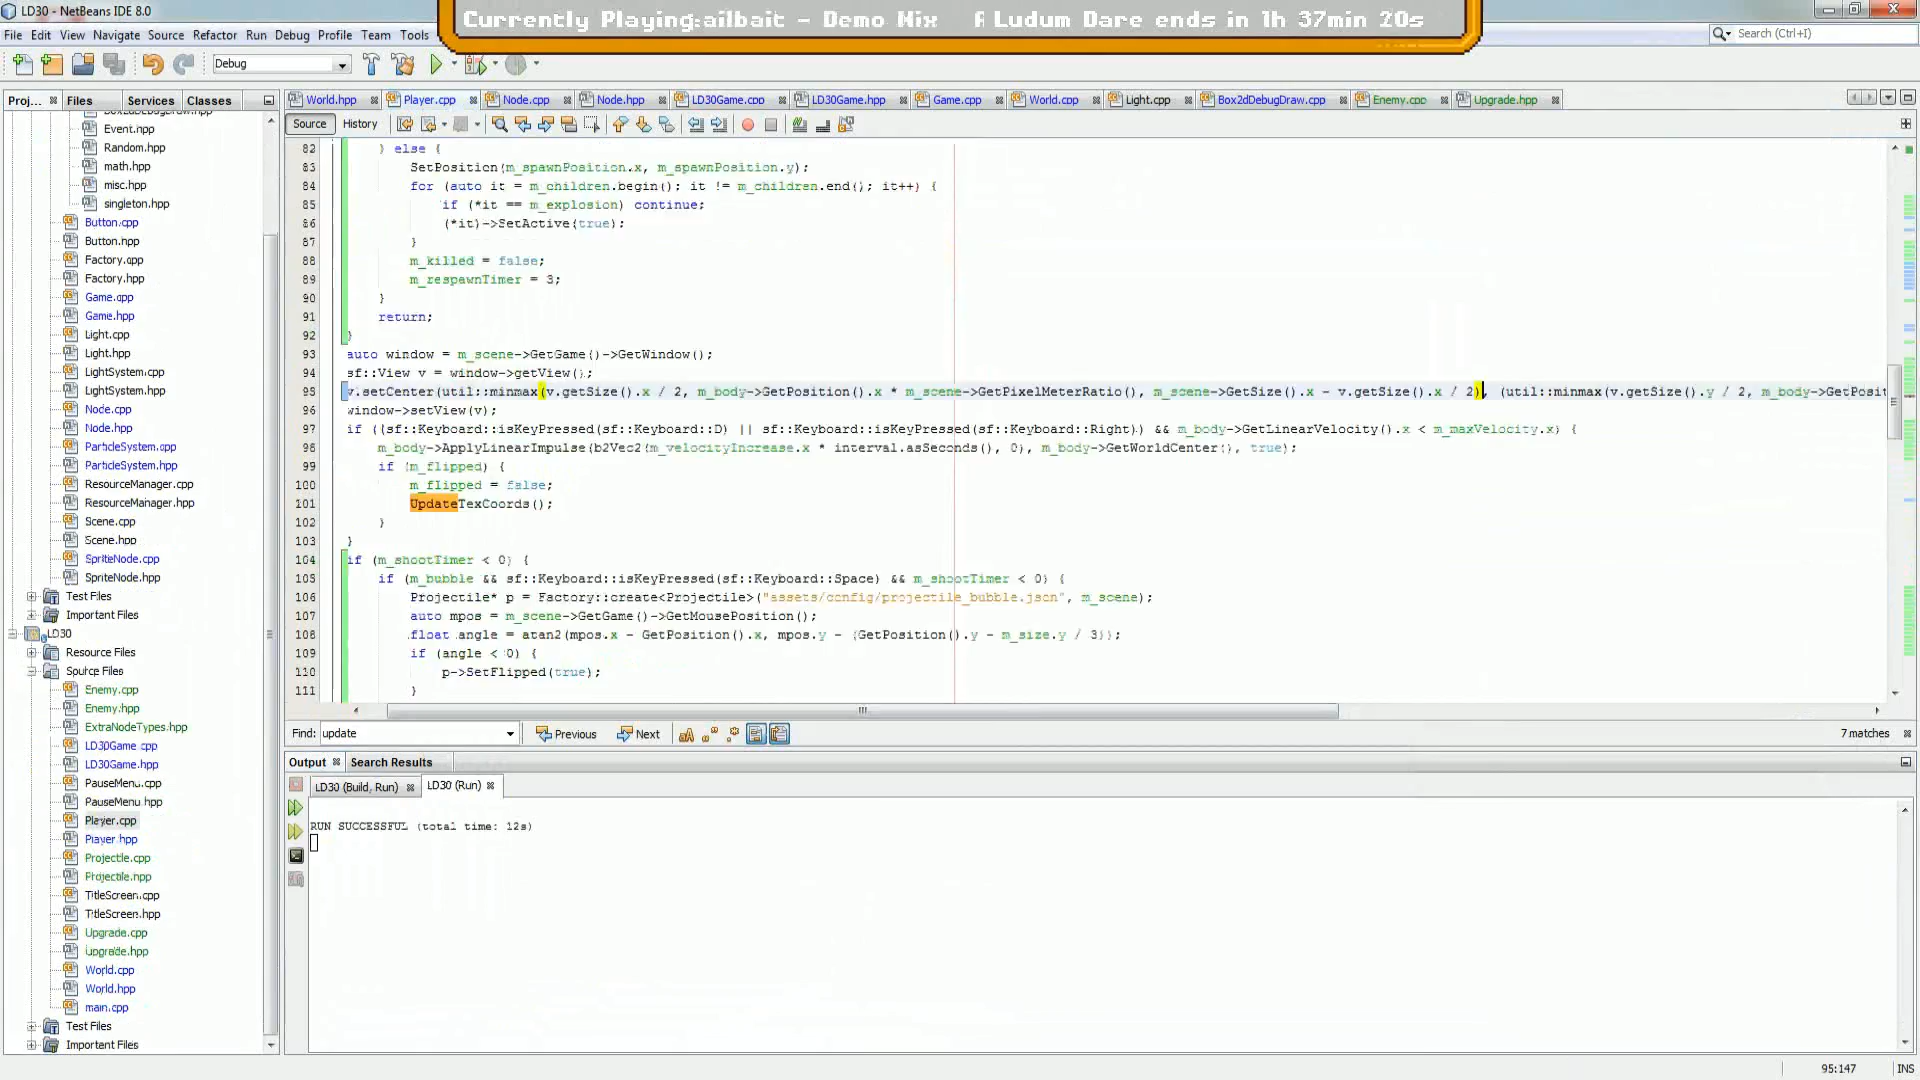 LD30 - NetBeans IDE 8.0
Currently Playing:ailbait - Demo Mix A Ludum Dare ends in 1h 37min 20s
File Edit View Navigate Source Refactor Run Debug Profile Team Tools
Search (Ctrl+I)
Debug
Proj... Files Services Classes
World.hpp Player.cpp Node.cpp Node.hpp LD30Game.cpp LD30Game.hpp Game.cpp World.cpp Light.cpp Box2dDebugDraw.cpp Enemy.cpp Upgrade.hpp
Source History
Box2dDebugDraw.hpp
Event.hpp
Random.hpp
math.hpp
misc.hpp
singleton.hpp
Button.cpp
Button.hpp
Factory.cpp
Factory.hpp
Game.cpp
Game.hpp
Light.cpp
Light.hpp
LightSystem.cpp
LightSystem.hpp
Node.cpp
Node.hpp
ParticleSystem.cpp
ParticleSystem.hpp
ResourceManager.cpp
ResourceManager.hpp
Scene.cpp
Scene.hpp
SpriteNode.cpp
SpriteNode.hpp
Test Files
Important Files
LD30
Resource Files
Source Files
Enemy.cpp
Enemy.hpp
ExtraNodeTypes.hpp
LD30Game.cpp
LD30Game.hpp
PauseMenu.cpp
PauseMenu.hpp
Player.cpp
Player.hpp
Projectile.cpp
Projectile.hpp
TitleScreen.cpp
TitleScreen.hpp
Upgrade.cpp
Upgrade.hpp
World.cpp
World.hpp
main.cpp
Test Files
Important Files
82 } else {
83 SetPosition(m_spawnPosition.x, m_spawnPosition.y);
84 for (auto it = m_children.begin(); it != m_children.end(); it++) {
85 if (*it == m_explosion) continue;
86 (*it)->SetActive(true);
87 }
88 m_killed = false;
89 m_respawnTimer = 3;
90 }
91 return;
92 }
93 auto window = m_scene->GetGame()->GetWindow();
94 sf::View v = window->getView();
95 v.setCenter(util::minmax(v.getSize().x / 2, m_body->GetPosition().x * m_scene->GetPixelMeterRatio(), m_scene->GetSize().x - v.getSize().x / 2), (util::minmax(v.getSize().y / 2, m_body->GetPosit
96 window->setView(v);
97 if ((sf::Keyboard::isKeyPressed(sf::Keyboard::D) || sf::Keyboard::isKeyPressed(sf::Keyboard::Right)) && m_body->GetLinearVelocity().x < m_maxVelocity.x) {
98 m_body->ApplyLinearImpulse(b2Vec2(m_velocityIncrease.x * interval.asSeconds(), 0), m_body->GetWorldCenter(), true);
99 if (m_flipped) {
100 m_flipped = false;
101 UpdateTexCoords();
102 }
103 }
104 if (m_shootTimer < 0) {
105 if (m_bubble && sf::Keyboard::isKeyPressed(sf::Keyboard::Space) && m_shootTimer < 0) {
106 Projectile* p = Factory::create<Projectile>("assets/config/projectile_bubble.json", m_scene);
107 auto mpos = m_scene->GetGame()->GetMousePosition();
108 float angle = atan2(mpos.x - GetPosition().x, mpos.y - (GetPosition().y - m_size.y / 3));
109 if (angle < 0) {
110 p->SetFlipped(true);
111 }
Find: update Previous Next 7 matches
Output Search Results
LD30 (Build, Run) LD30 (Run)
RUN SUCCESSFUL (total time: 12s)
95:147 INS